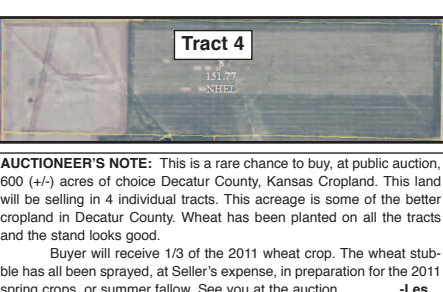 Tract 4
8
151.77
NHEL
AUCTIONEER'S NOTE: This is a rare chance to buy, at public auction,
600 (+/-) acres of choice Decatur County, Kansas Cropland. This land
will be selling in 4 individual tracts. This acreage is some of the better
cropland in Decatur County. Wheat has been planted on all the tracts
and the stand looks good.
Buyer will receive 1/3 of the 2011 wheat crop. The wheat stub-
ble has all been sprayed, at Seller's expense, in preparation for the 2011
spring crops, or summer fallow. See you at the auction. -Les